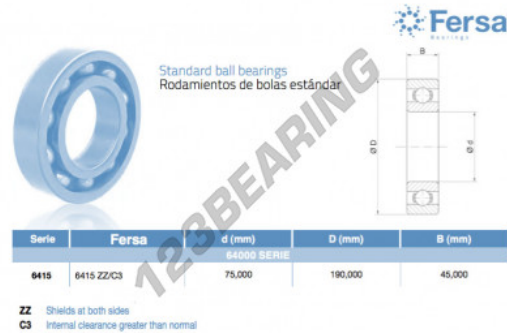 Fersa
Bearings
Standard ball bearings
Rodamientos de bolas estándar
B
Ø D
Ø d
123BEARING
Serie Fersa d (mm) D (mm) B (mm)
64000 SERIE
6415 6415 ZZ/C3 75,000 190,000 45,000
ZZ Shields at both sides
C3 Internal clearance greater than normal